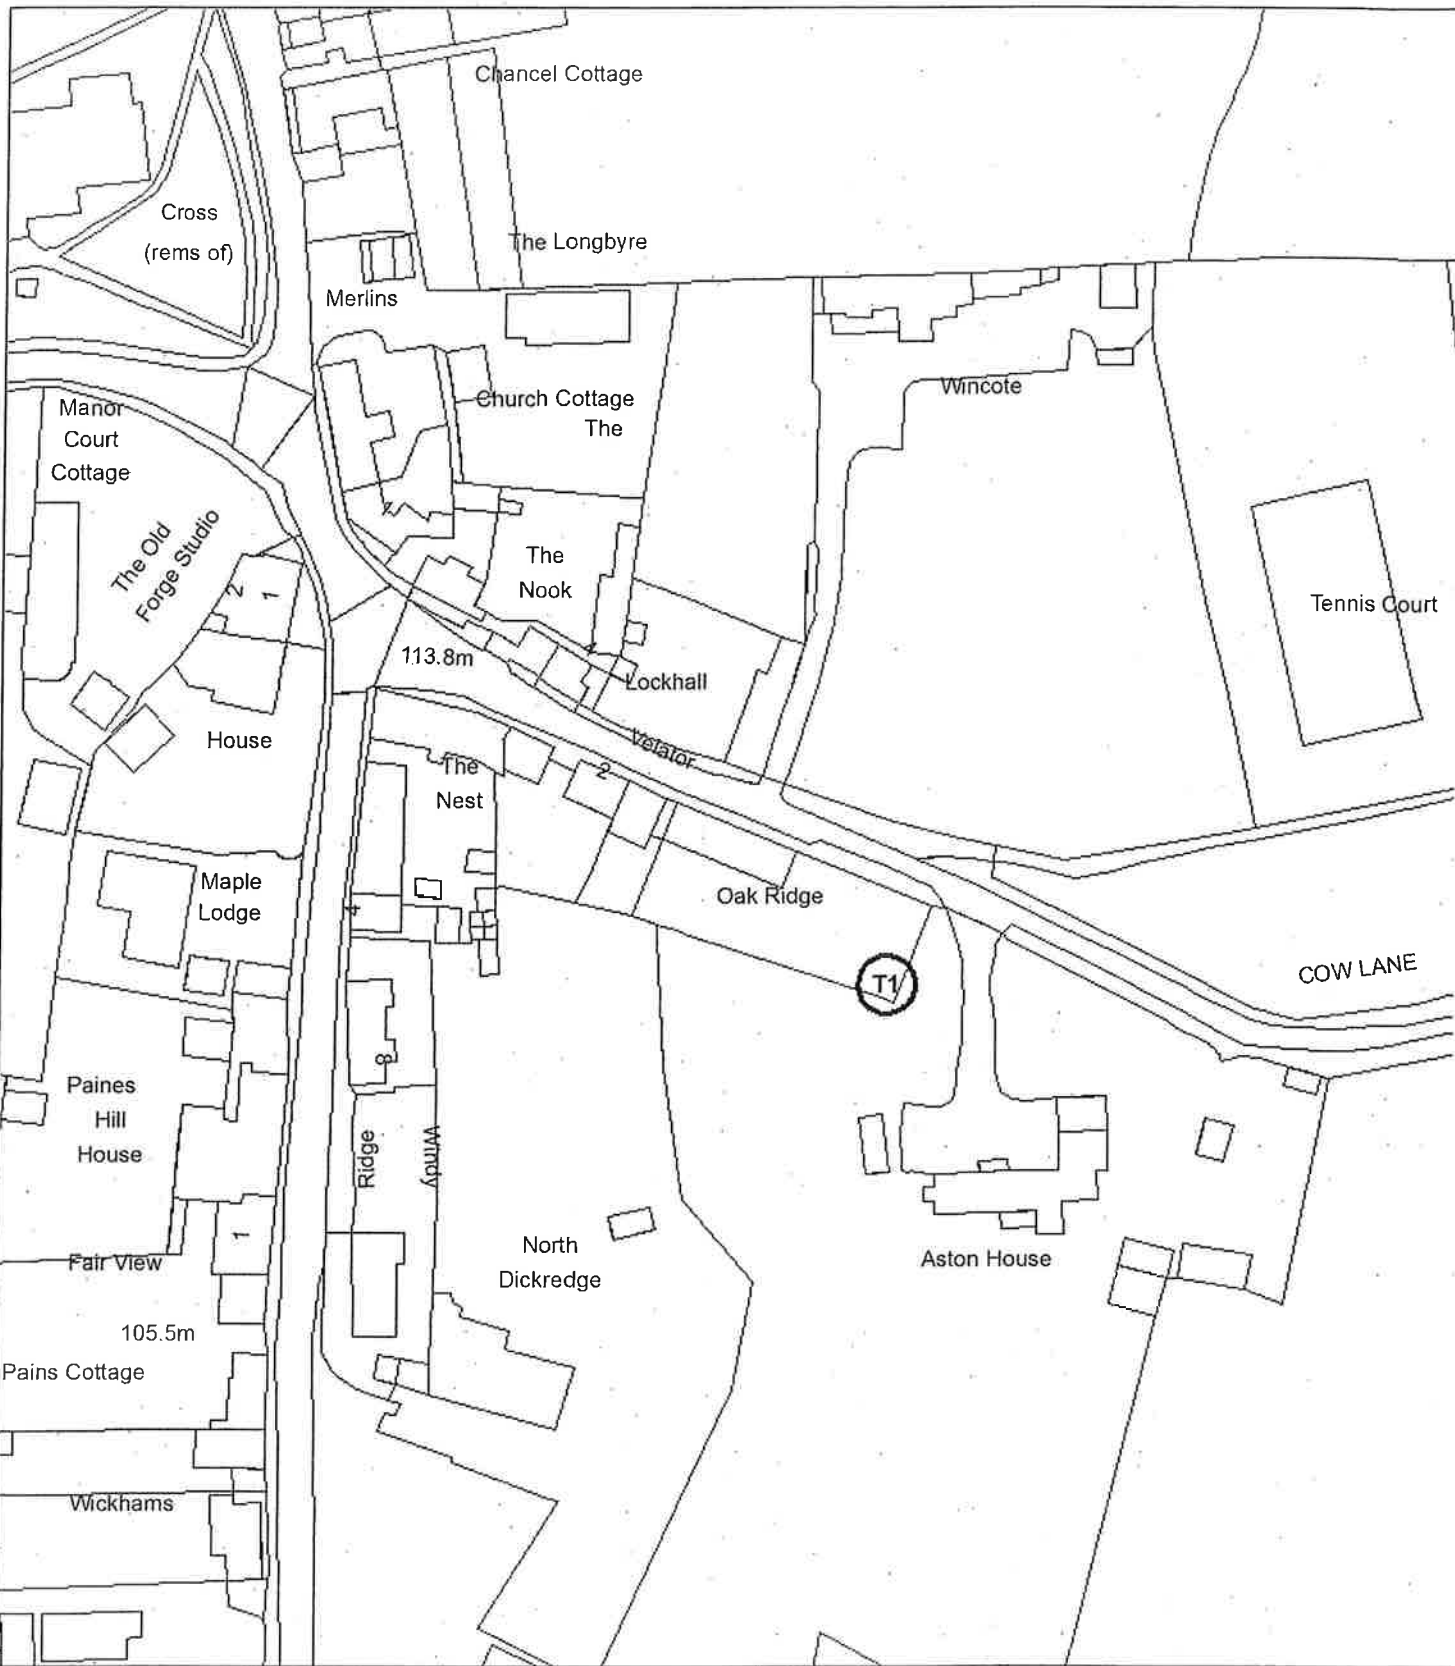 Chancel Cottage
Cross
(rems of)
The Longbyre
Merlins
Wincote
Church Cottage
The
Manor
Court
Cottage
The Old
Forge Studio
2
1
The
Nook
Tennis Court
113.8m
Lockhall
House
Velator
The
Nest
2
Maple
Lodge
Oak Ridge
4
COW LANE
T1
8
Paines
Hill
House
Ridge
Windy
1
Fair View
North
Dickredge
Aston House
105.5m
Pains Cottage
Wickhams